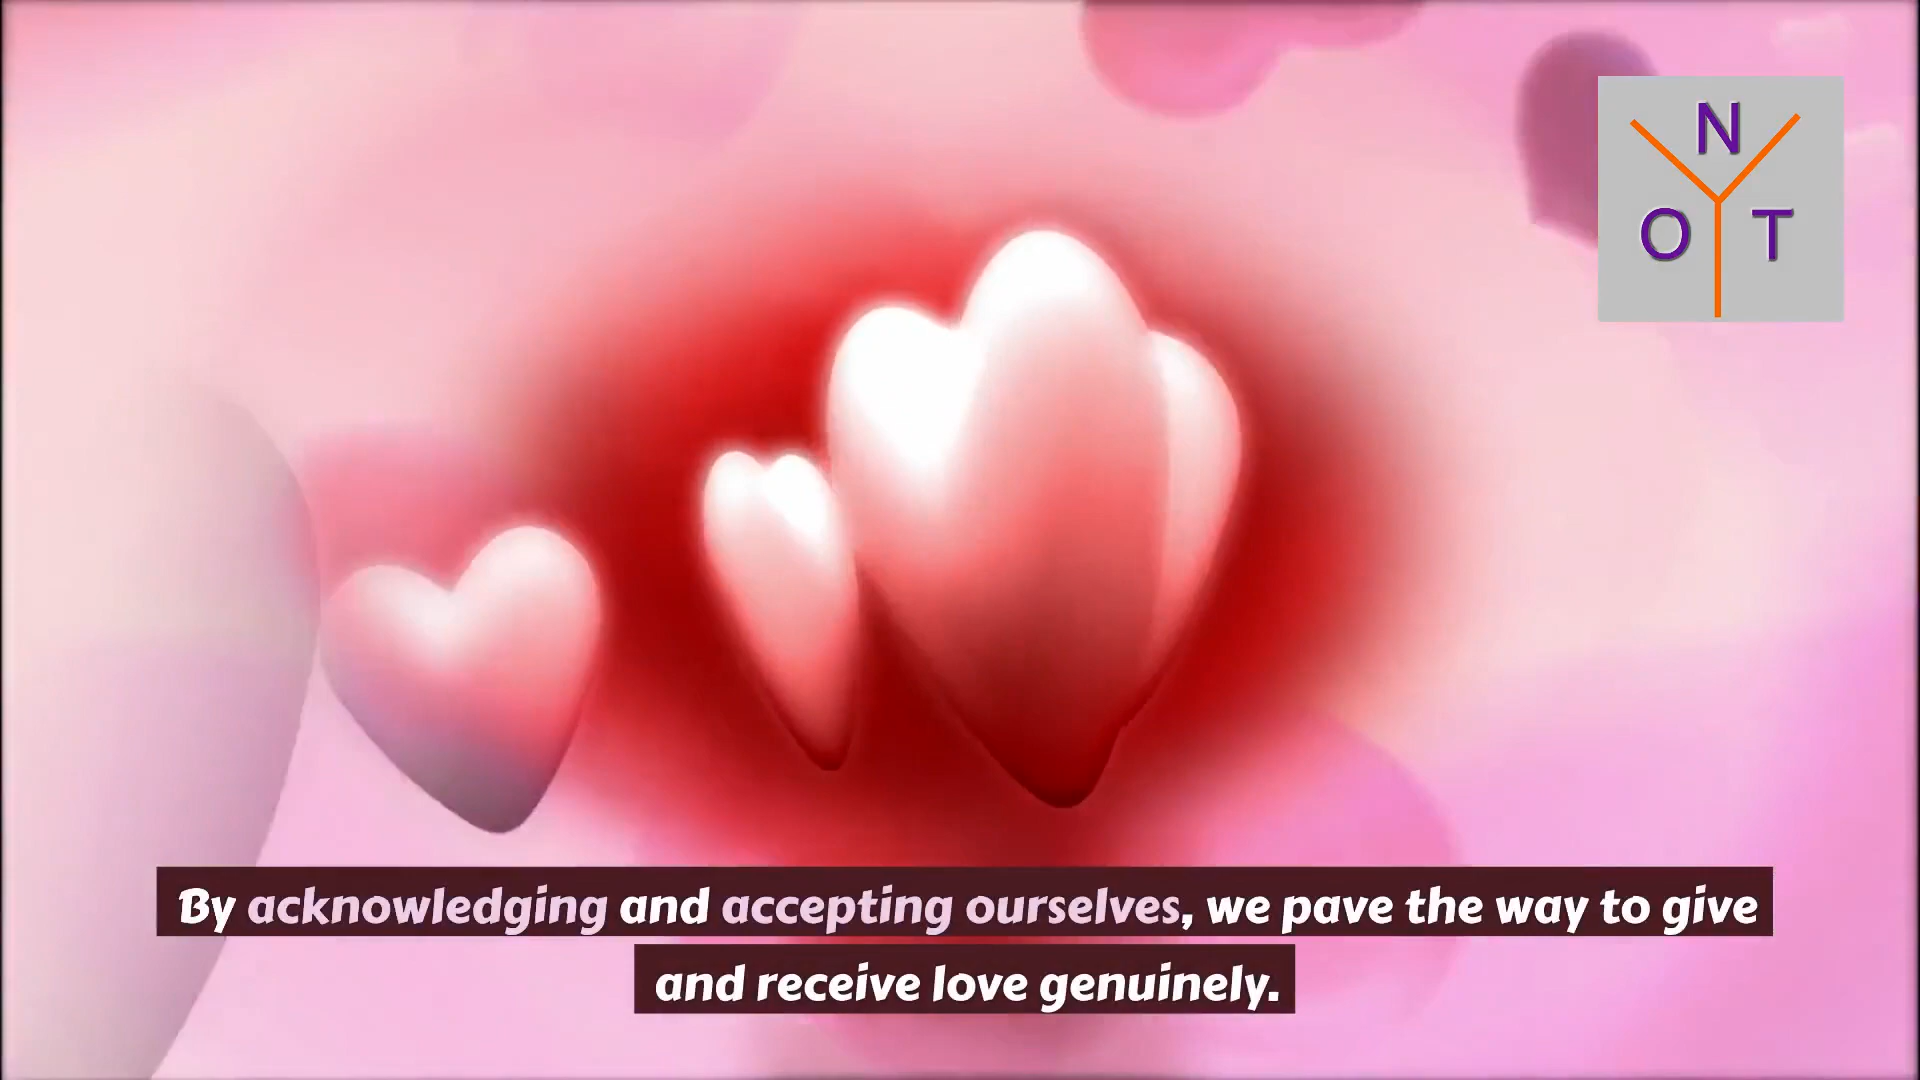 N
O T
By acknowledging and accepting ourselves, we pave the way to give
and receive love genuinely.